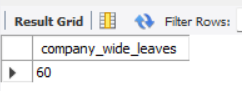 Result Grid Filter Rows:
company_wide_leaves
60